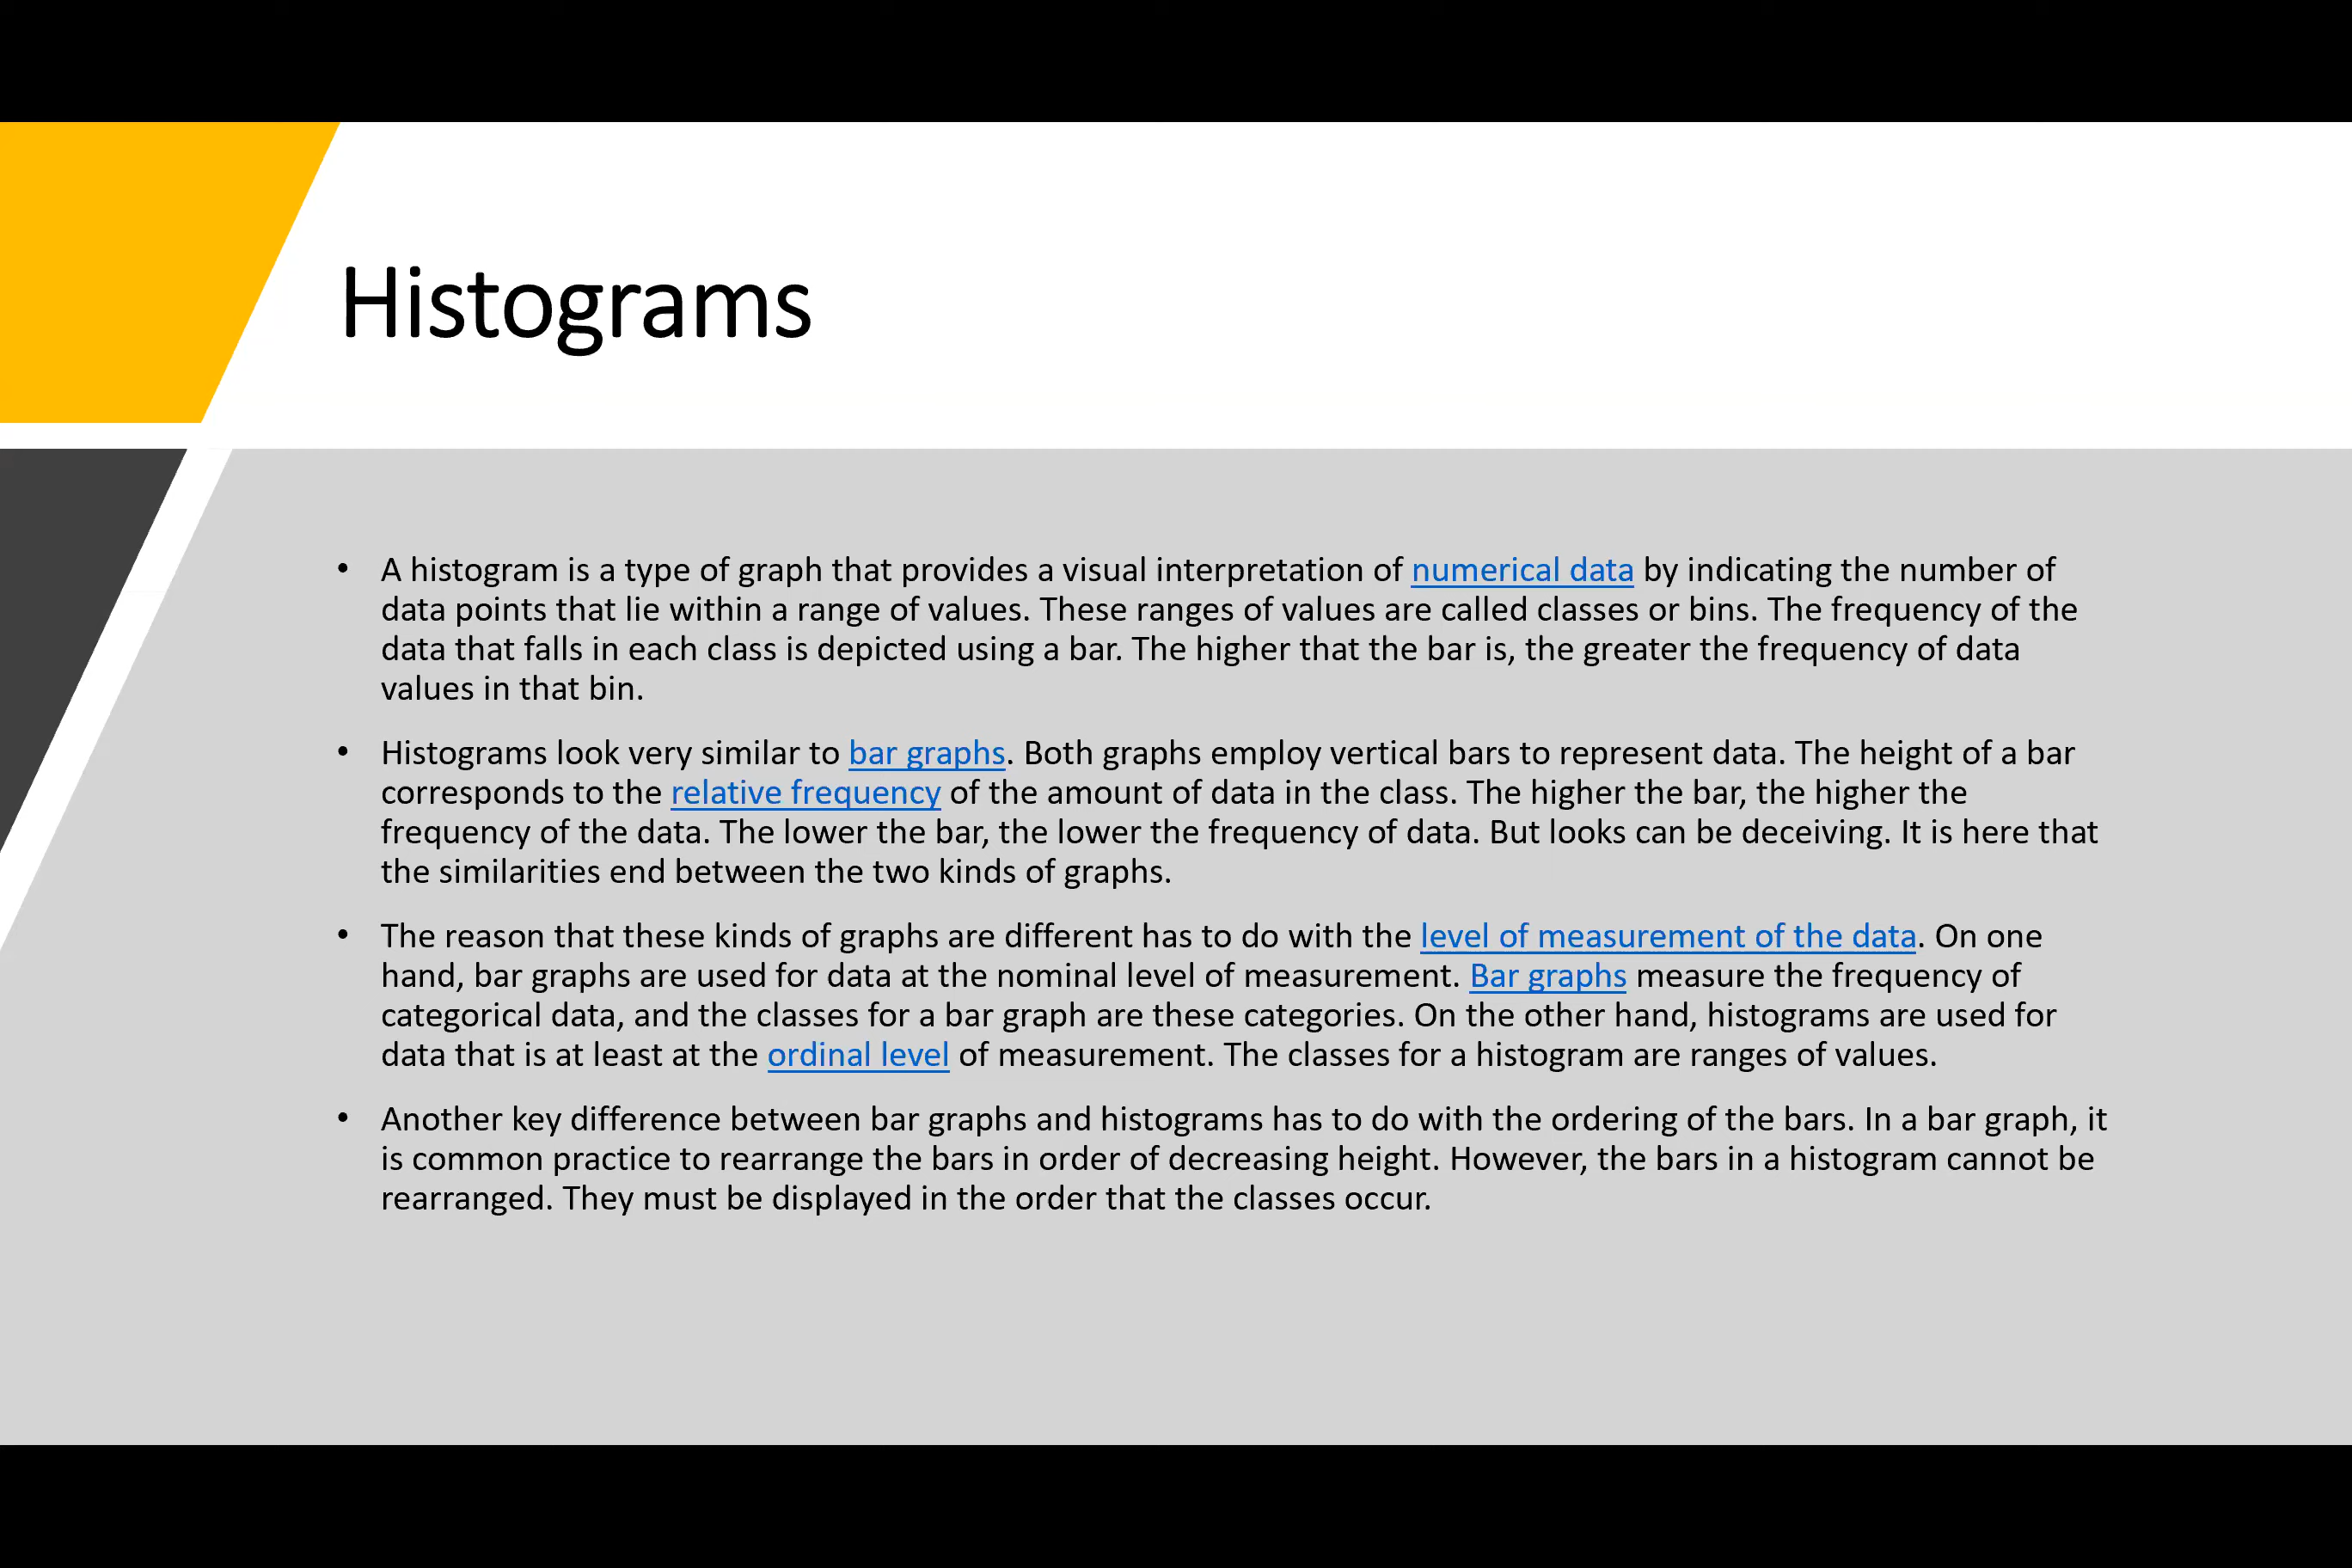 Histograms
• A histogram is a type of graph that provides a visual interpretation of numerical data by indicating the number of
data points that lie within a range of values. These ranges of values are called classes or bins. The frequency of the
data that falls in each class is depicted using a bar. The higher that the bar is, the greater the frequency of data
values in that bin.
• Histograms look very similar to bar graphs. Both graphs employ vertical bars to represent data. The height of a bar
corresponds to the relative frequency of the amount of data in the class. The higher the bar, the higher the
frequency of the data. The lower the bar, the lower the frequency of data. But looks can be deceiving. It is here that
the similarities end between the two kinds of graphs.
• The reason that these kinds of graphs are different has to do with the level of measurement of the data. On one
hand, bar graphs are used for data at the nominal level of measurement. Bar graphs measure the frequency of
categorical data, and the classes for a bar graph are these categories. On the other hand, histograms are used for
data that is at least at the ordinal level of measurement. The classes for a histogram are ranges of values.
• Another key difference between bar graphs and histograms has to do with the ordering of the bars. In a bar graph, it
is common practice to rearrange the bars in order of decreasing height. However, the bars in a histogram cannot be
rearranged. They must be displayed in the order that the classes occur.